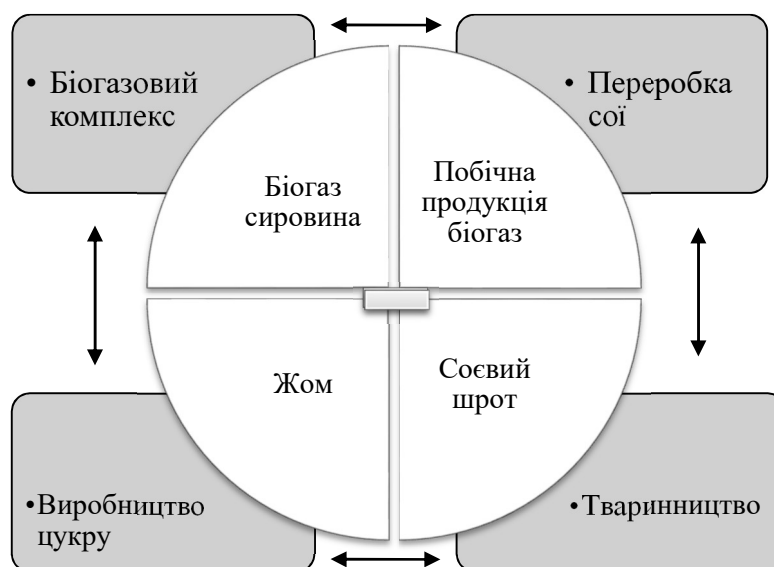 • Біогазовий
комплекс
• Переробка
сої
Біогаз
сировина
Побічна
продукція
біогаз
Жом
Соєвий
шрот
•Виробництво
цукру
•Тваринництво